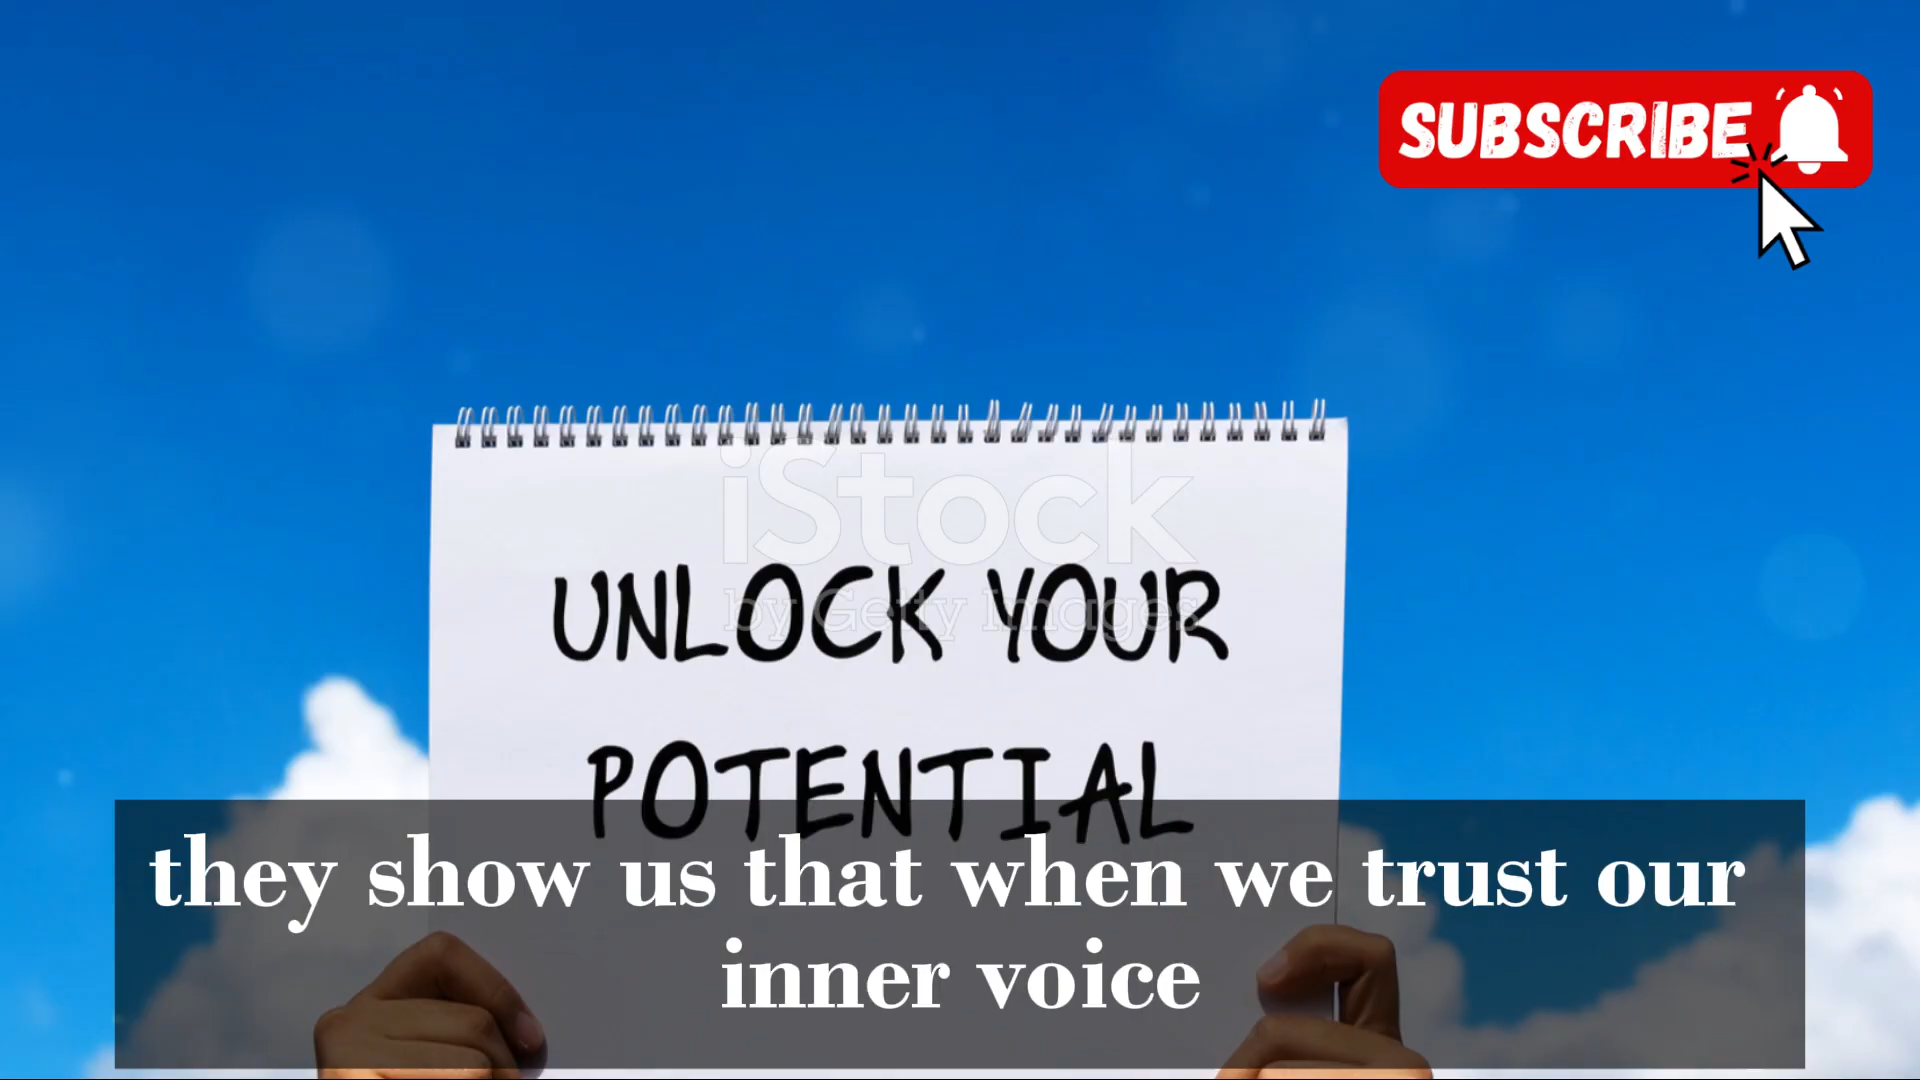 SUBSCRIBE
iStock
by Getty Images
UNLOCK YOUR
POTENTIAL
they show us that when we trust our
inner voice